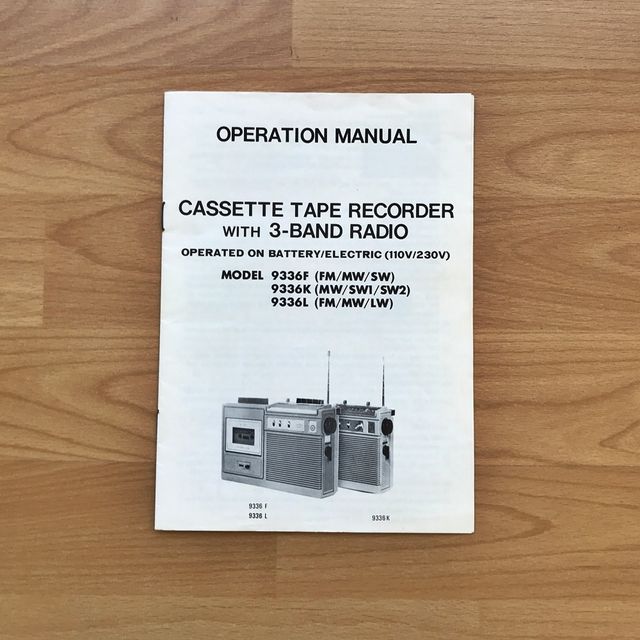 OPERATION MANUAL
CASSETTE TAPE RECORDER
WITH 3-BAND RADIO
OPERATED ON BATTERY/ELECTRIC (110V/230V)
MODEL 9336F (FM/MW/SW)
9336K (MW/SW1/SW2)
9336L (FM/MW/LW)
9336 F
9336 L
9336K